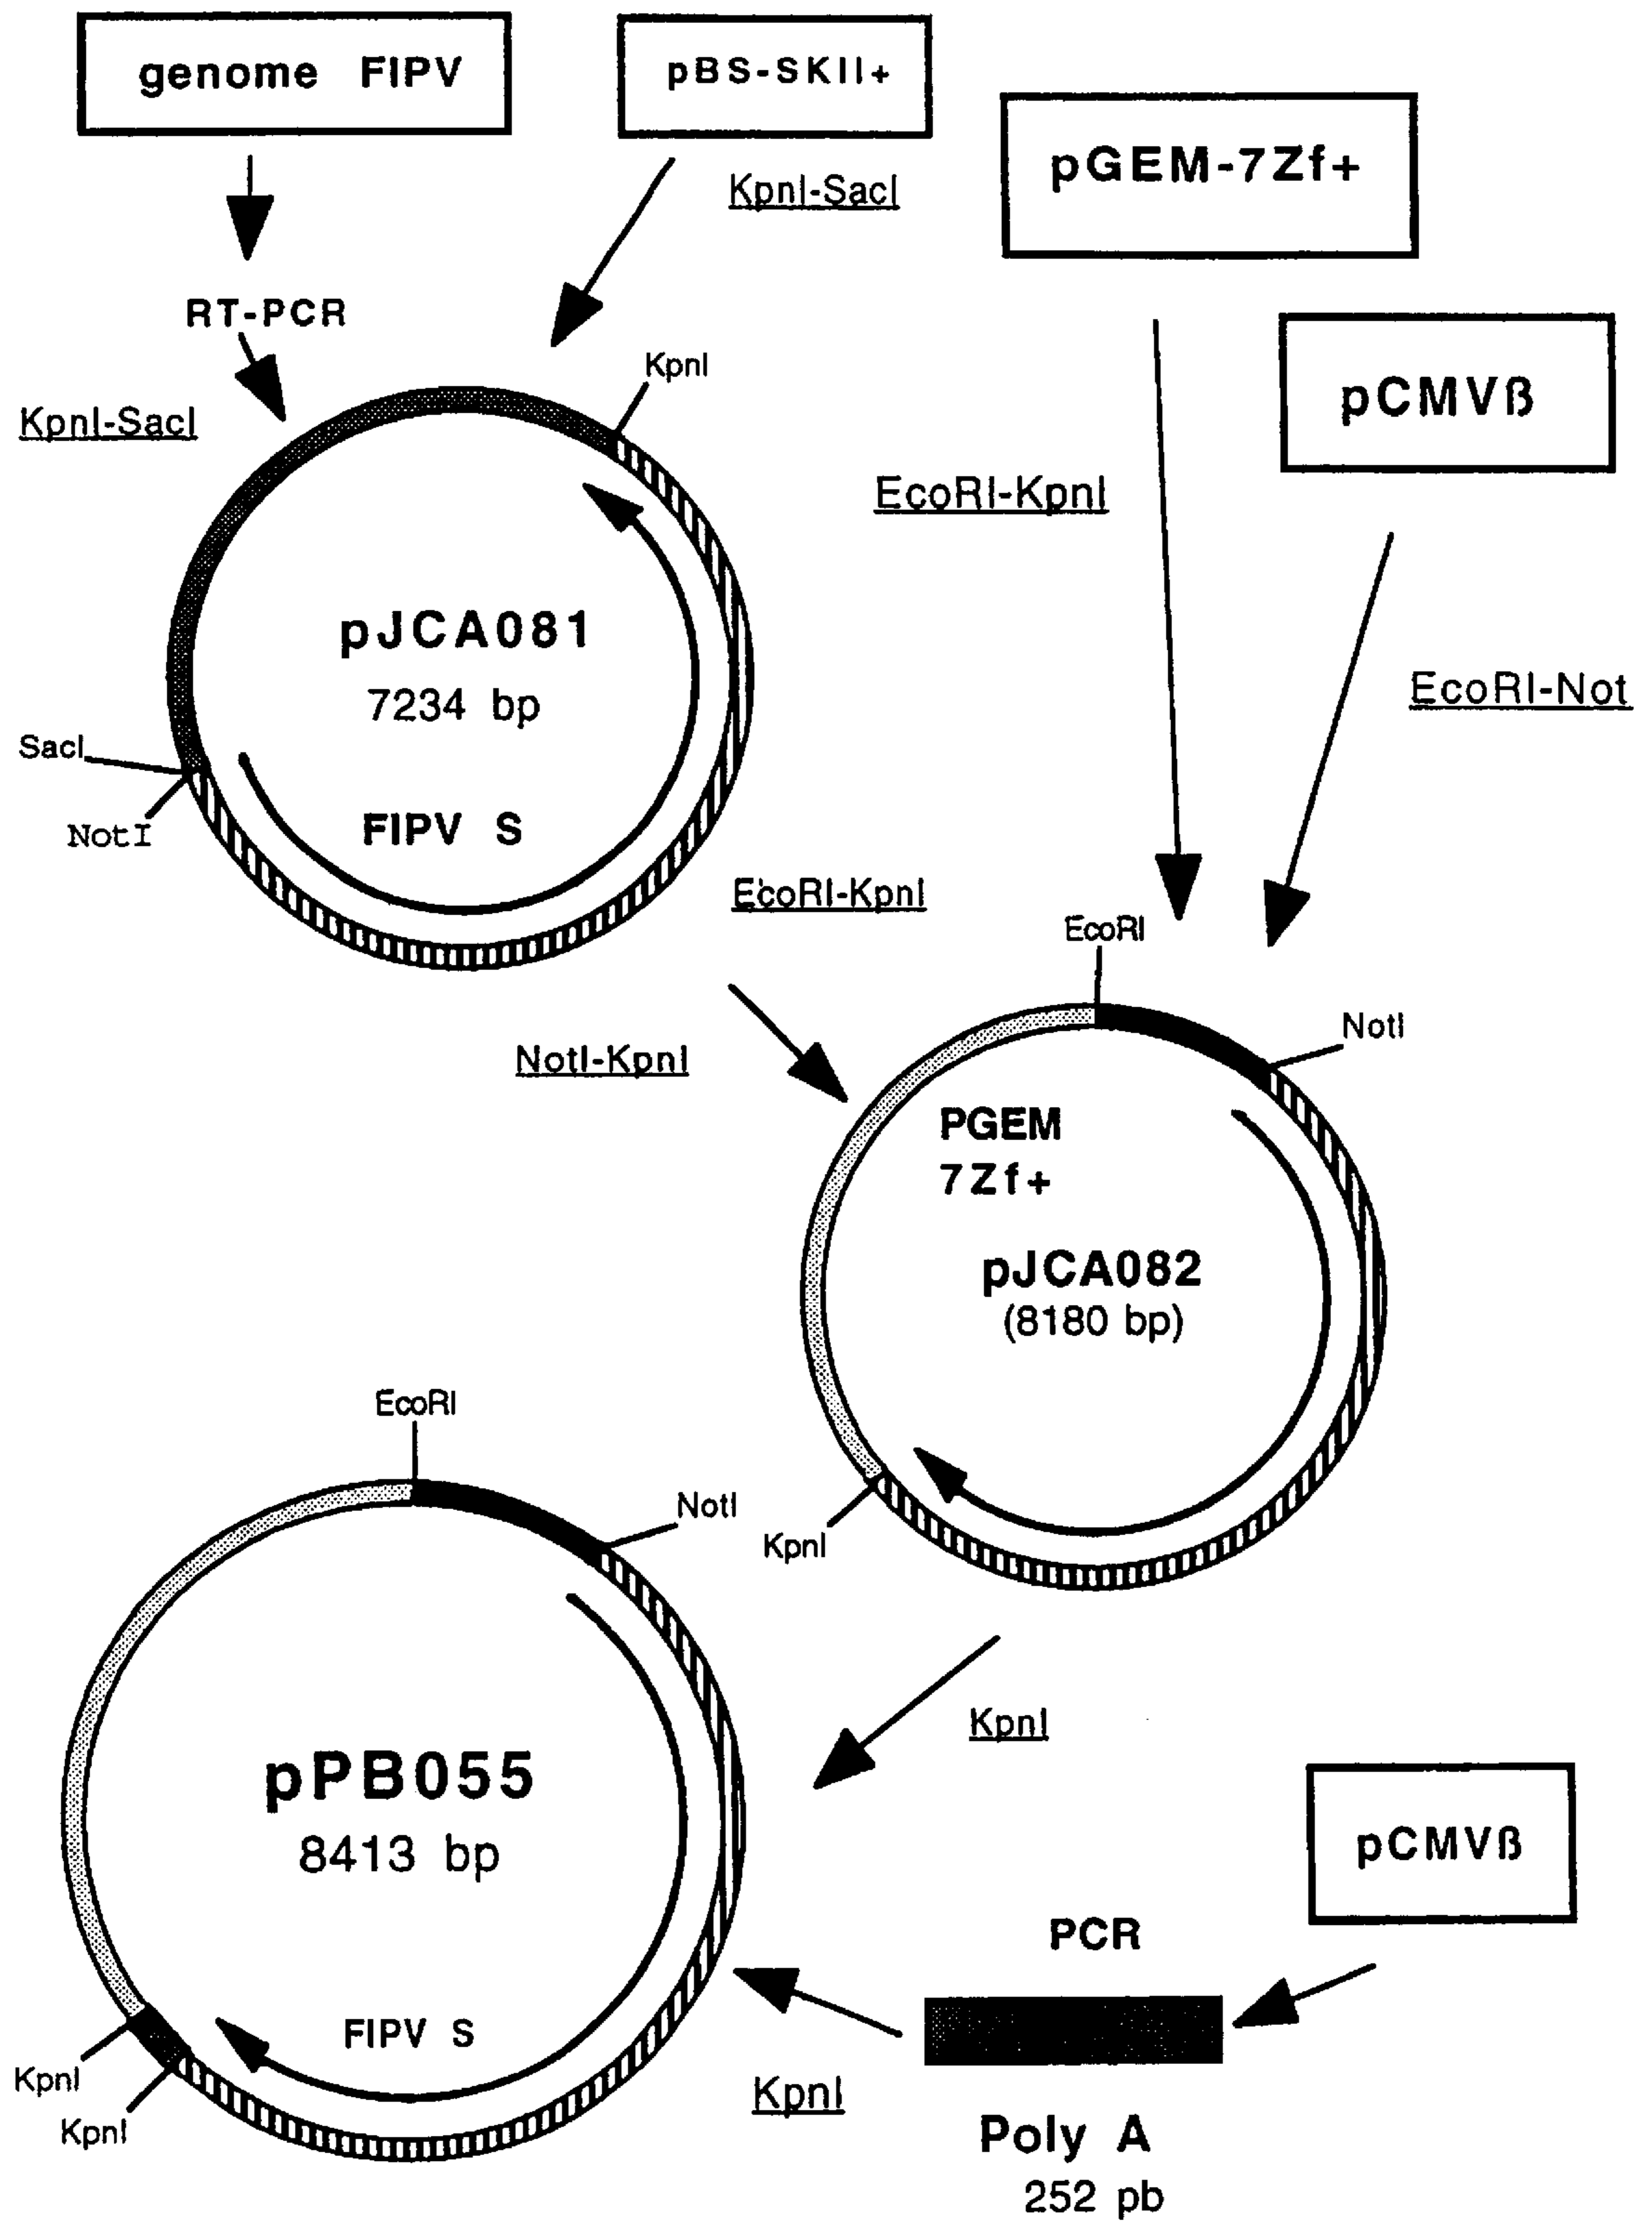 genome FIPV
pBS-SKII+
KpnI-SacI
pGEM-7Zf+
RT-PCR
pCMVß
KpnI
KpnI-SacI
EcoRI-KpnI
pJCA081
7234 bp
EcoRI-Not
SacI
NotI
FIPV S
EcoRI-KpnI
EcoRI
NotI
NotI-KpnI
PGEM
7Zf+
pJCA082
(8180 bp)
EcoRI
NotI
KpnI
KpnI
pPB055
8413 bp
pCMVß
PCR
FIPV S
KpnI
KpnI
KpnI
Poly A
252 pb